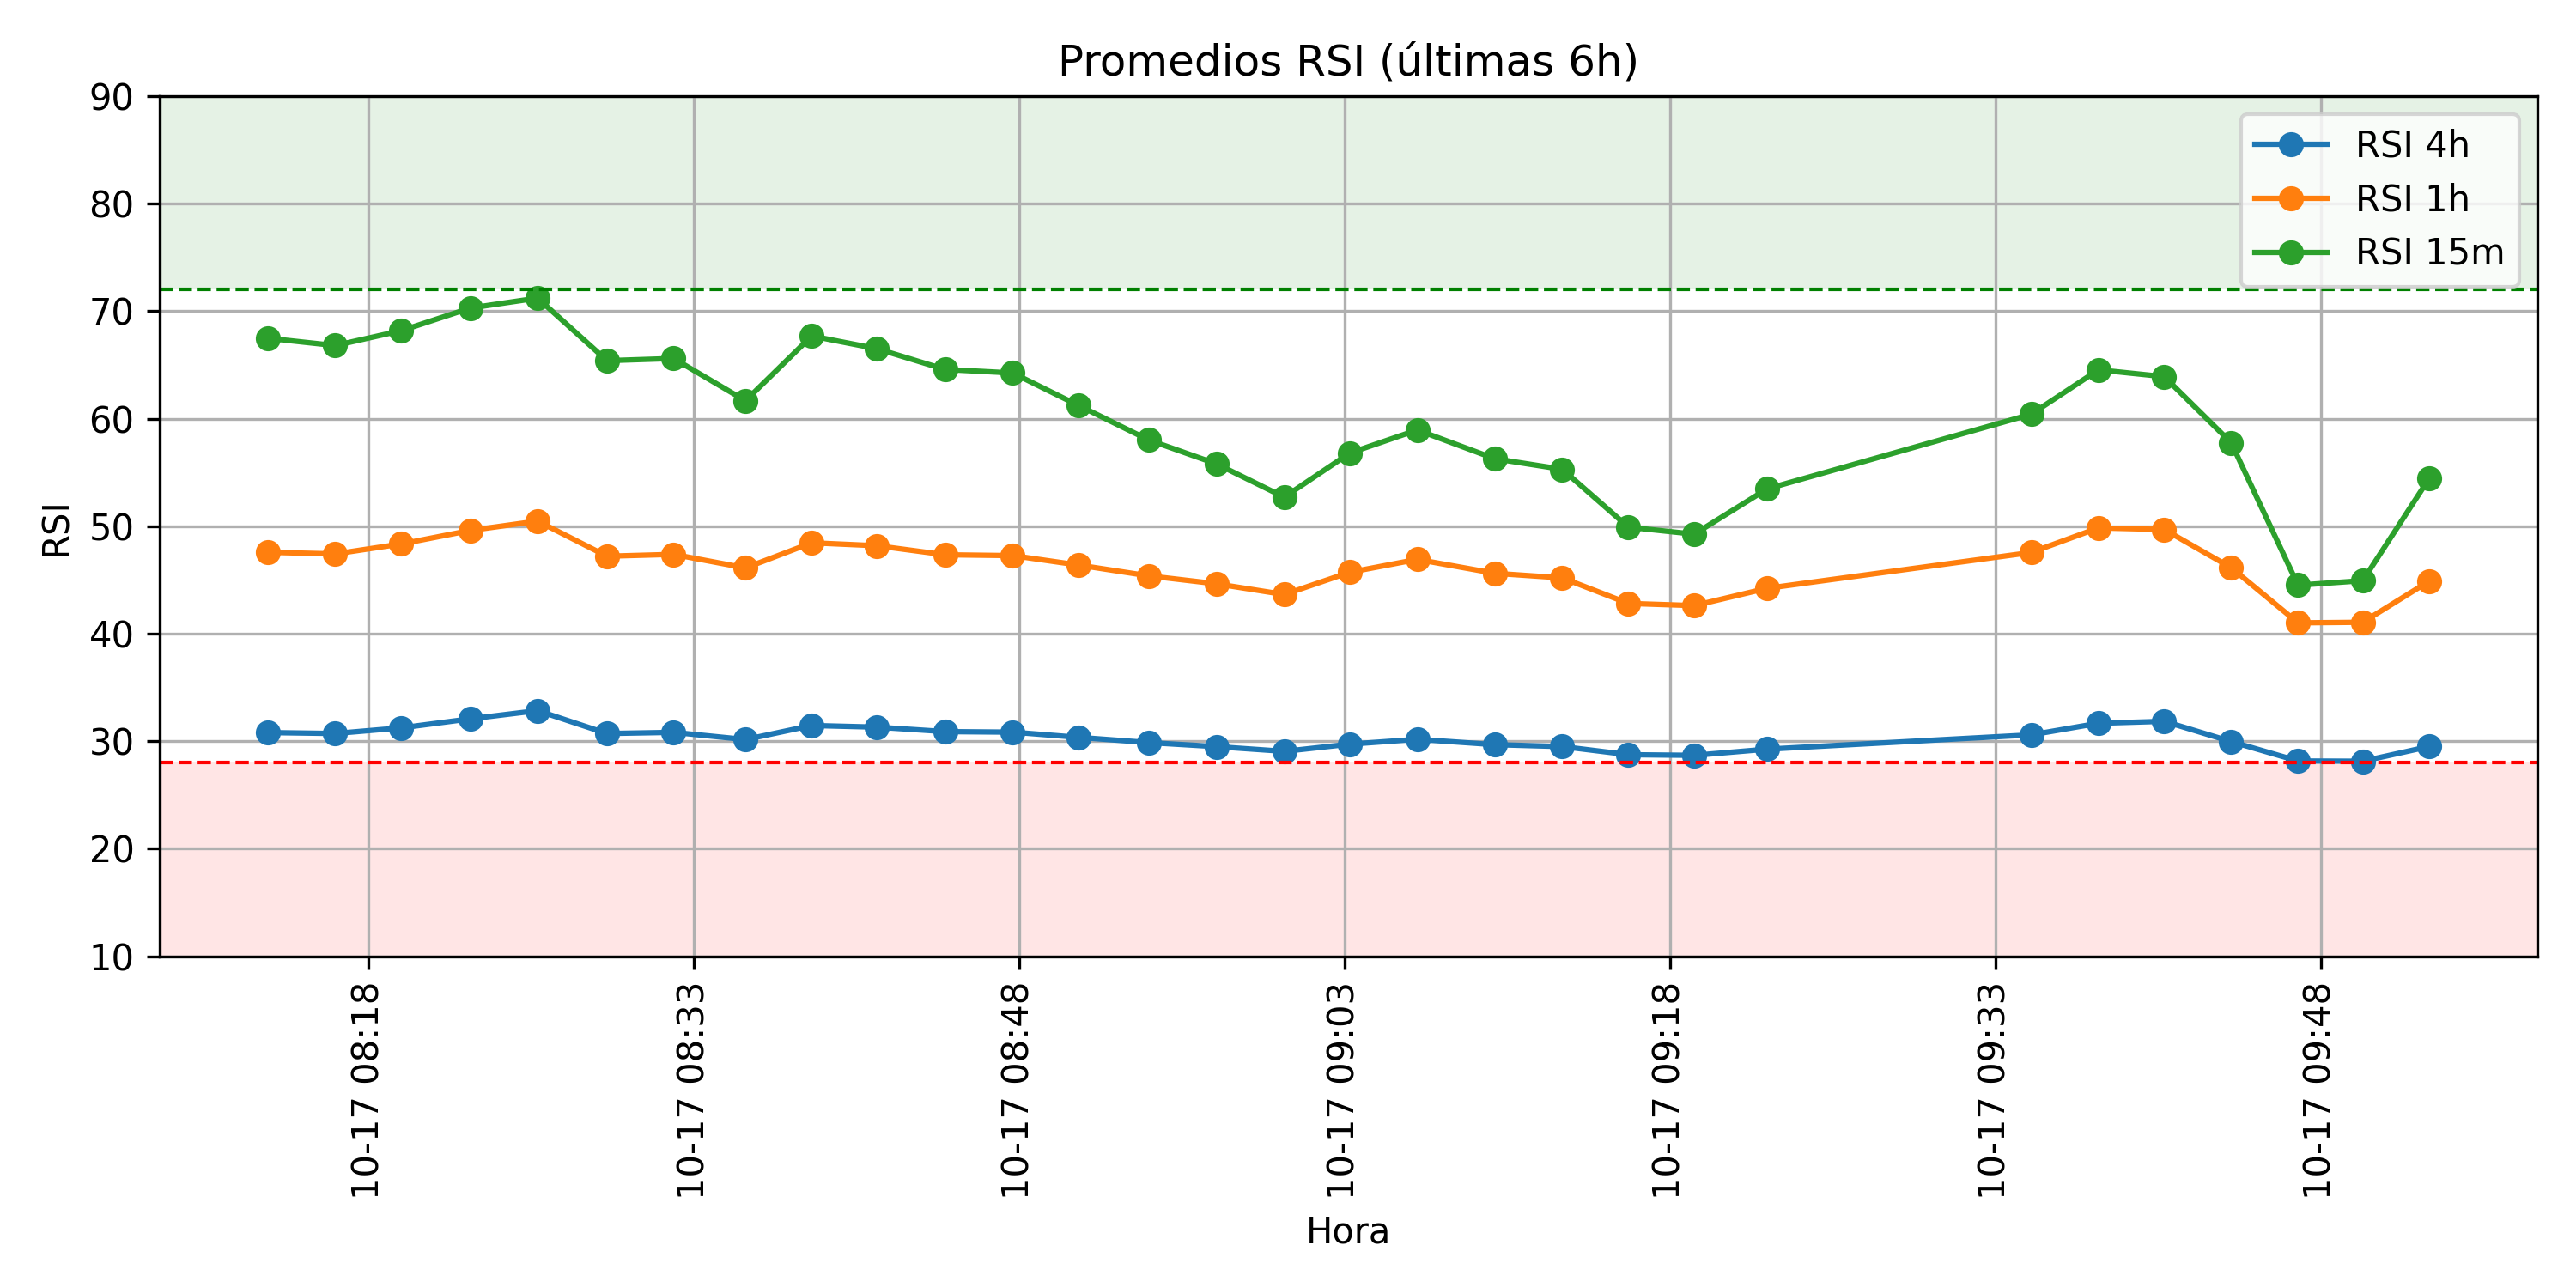 Promedios RSI (últimas 6h)
90
80
70
60
50
40
30
20
10
RSI
RSI 4h
RSI 1h
RSI 15m
10-17 08:18
10-17 08:33
10-17 08:48
10-17 09:03
10-17 09:18
10-17 09:33
10-17 09:48
Hora